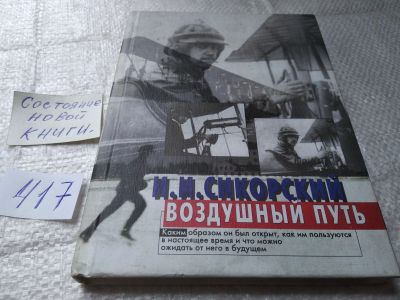 Состояние
новой
книги.
417
И.И.СИКОРСКИЙ
ВОЗДУШНЫЙ ПУТЬ
Каким образом он был открыт, как им пользуются
в настоящее время и что можно
ожидать от него в будущем